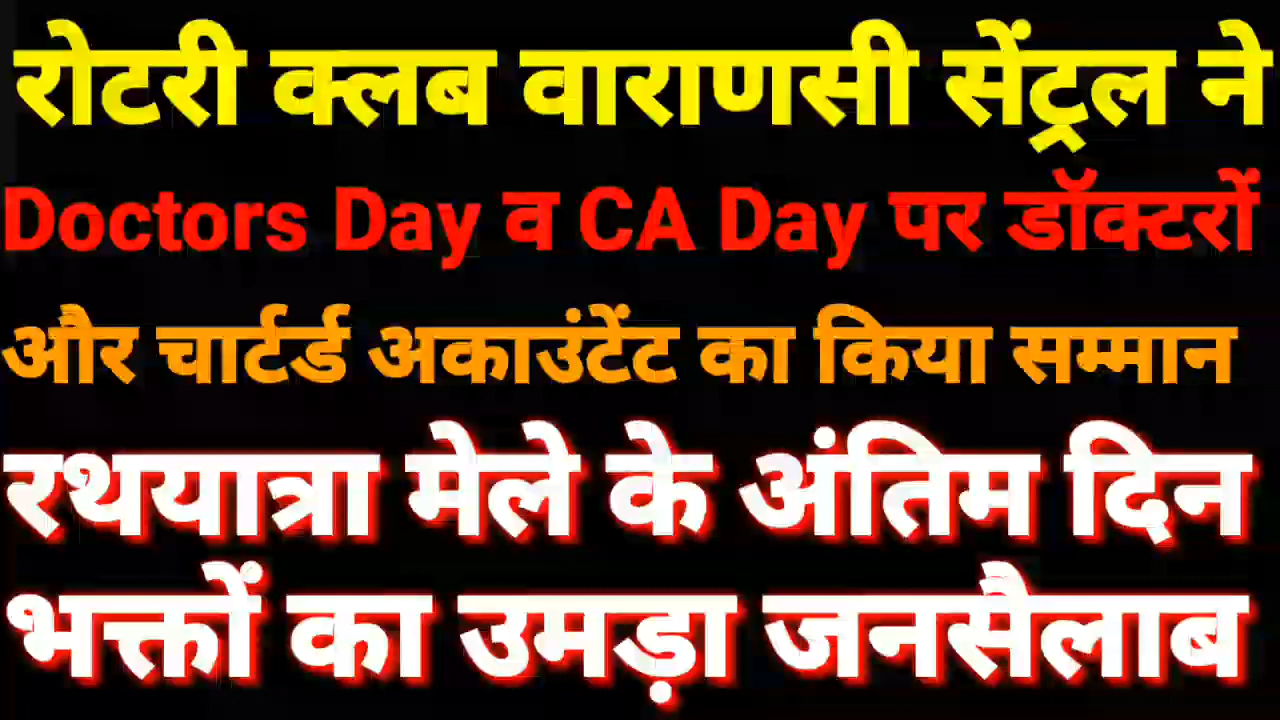 रोटरी क्लब वाराणसी सेंट्रल ने
Doctors Day व CA Day पर डॉक्टरों
और चार्टर्ड अकाउंटेंट का किया सम्मान
रथयात्रा मेले के अंतिम दिन
भक्तों का उमड़ा जनसैलाब